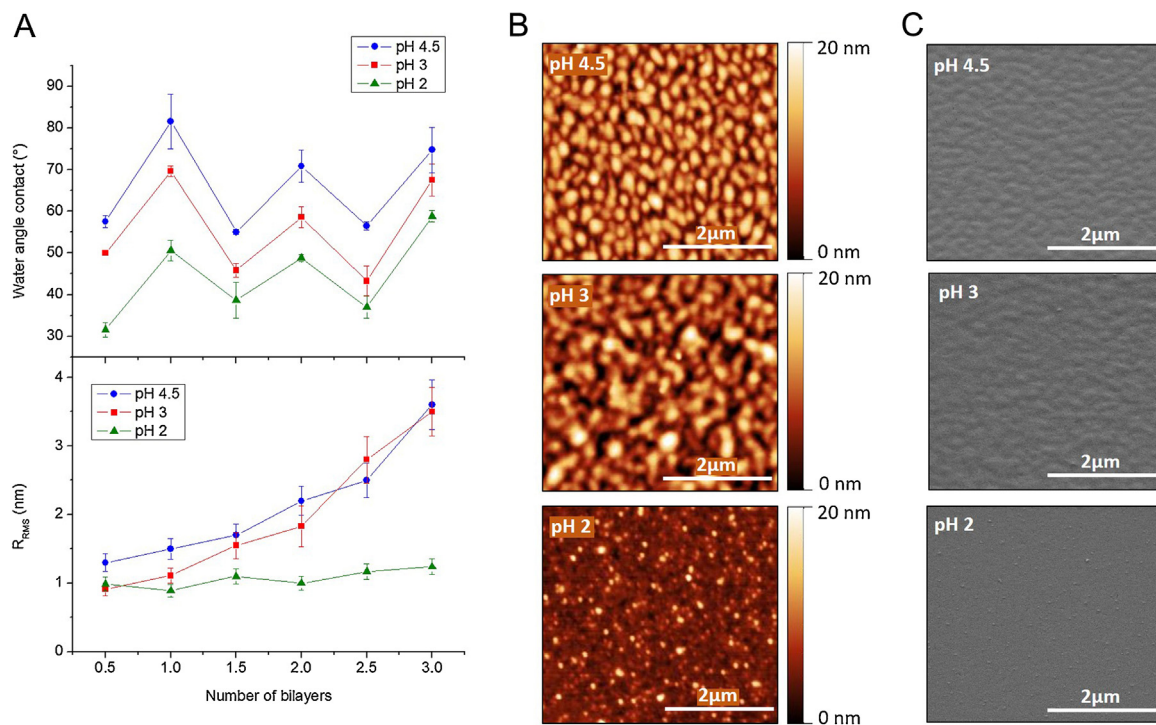 A
pH 4.5
pH 3
pH 2
90
80
70
60
50
40
30
Water angle contact (°)
pH 4.5
pH 3
pH 2
4
3
2
1
0
R_RMS (nm)
0.5 1.0 1.5 2.0 2.5 3.0
Number of bilayers
B
pH 4.5
2μm
20 nm
0 nm
pH 3
2μm
20 nm
0 nm
pH 2
2μm
20 nm
0 nm
C
pH 4.5
2μm
pH 3
2μm
pH 2
2μm